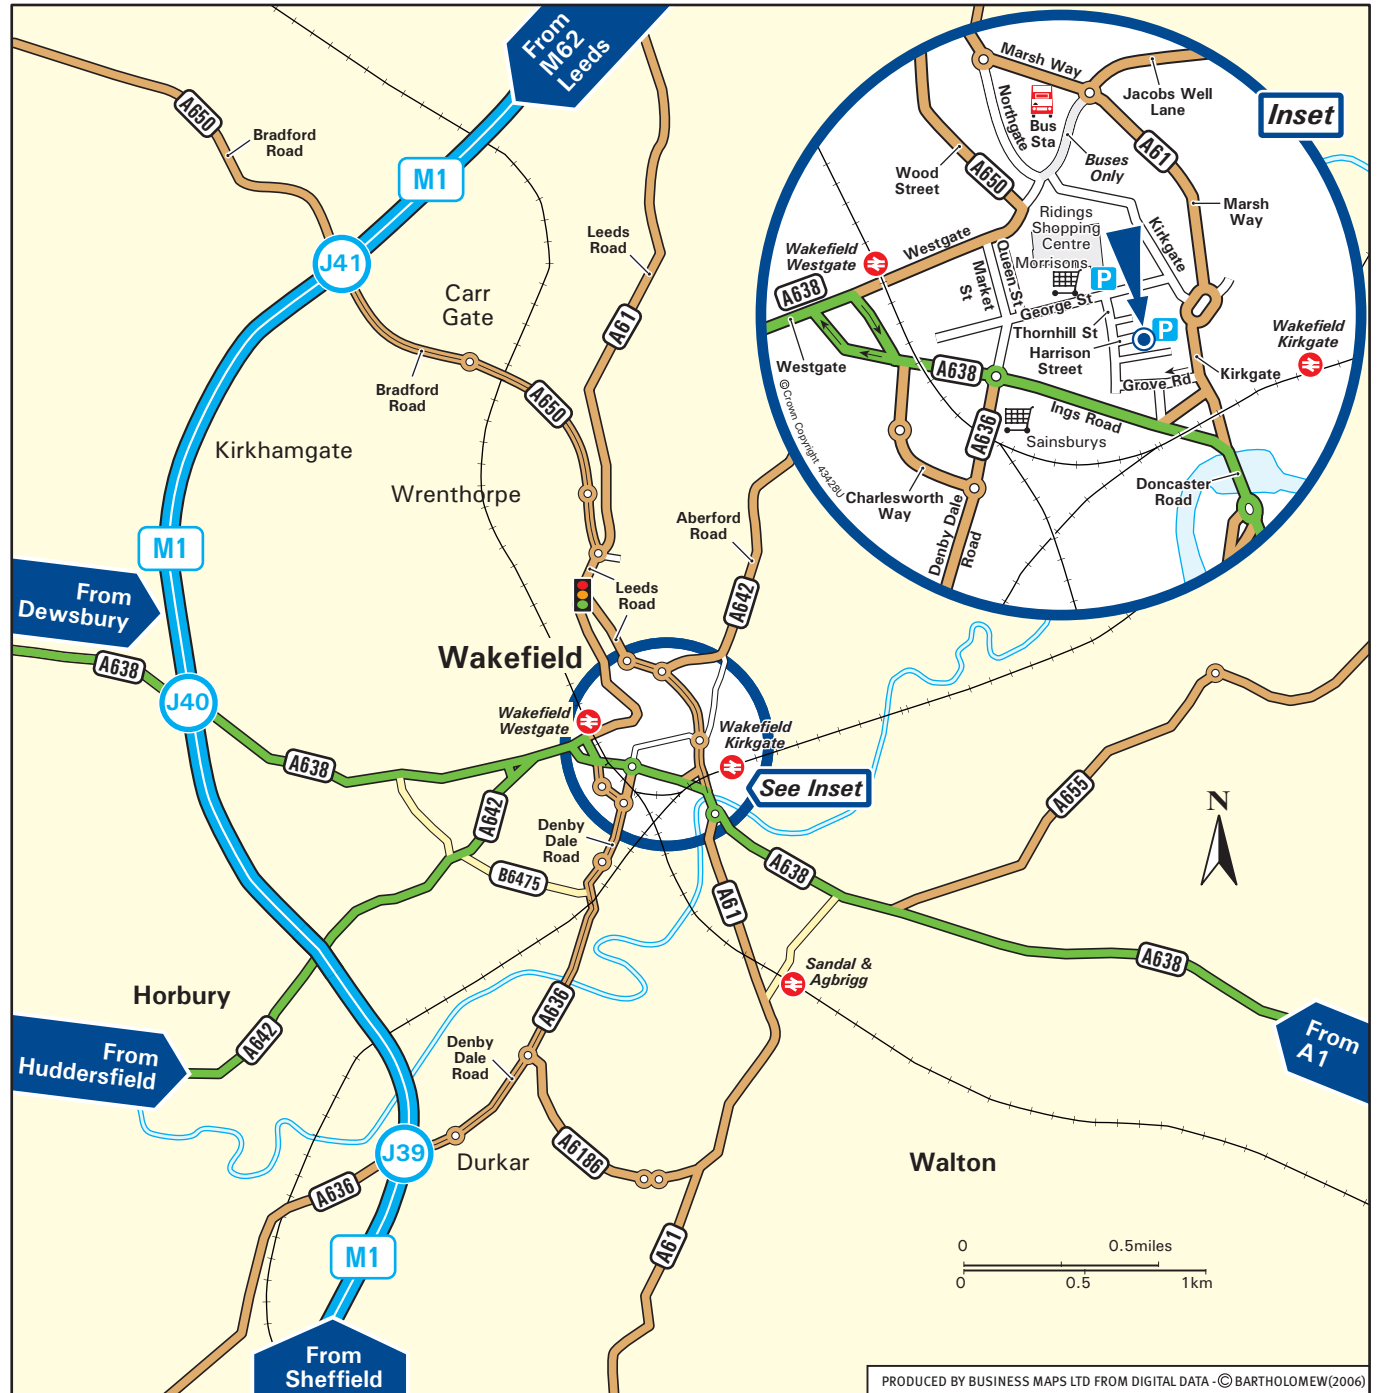 From
M62
Leeds
A650
Bradford
Road
M1
J41
Leeds
Road
Carr
Gate
A61
Bradford
Road
A650
Kirkhamgate
Wrenthorpe
M1
Aberford
Road
From
Dewsbury
Leeds
Road
A642
A638
Wakefield
J40
Wakefield
Westgate
Wakefield
Kirkgate
A638
See Inset
A642
Denby
Dale
Road
B6475
A638
A655
N
A61
A638
Sandal &
Agbrigg
Horbury
A636
A642
From
Huddersfield
Denby
Dale
Road
From
A1
J39
A6186
Durkar
Walton
A636
M1
A61
0
0.5miles
0
0.5
1km
From
Sheffield
Inset
Marsh Way
Jacobs Well
Lane
Northgate
Bus
Sta
Buses
Only
A61
Wood
Street
A650
Marsh
Way
Ridings
Shopping
Centre
Kirkgate
Westgate
Wakefield
Westgate
Morrisons
Queen St
Market
St
P
A638
George St
Thornhill St
P
Harrison
Street
Wakefield
Kirkgate
Westgate
A638
Grove Rd
Kirkgate
©Crown Copyright 43428U
Ings Road
A636
Sainsburys
Charlesworth
Way
Doncaster
Road
Denby Dale
Road
PRODUCED BY BUSINESS MAPS LTD FROM DIGITAL DATA - © BARTHOLOMEW(2006)